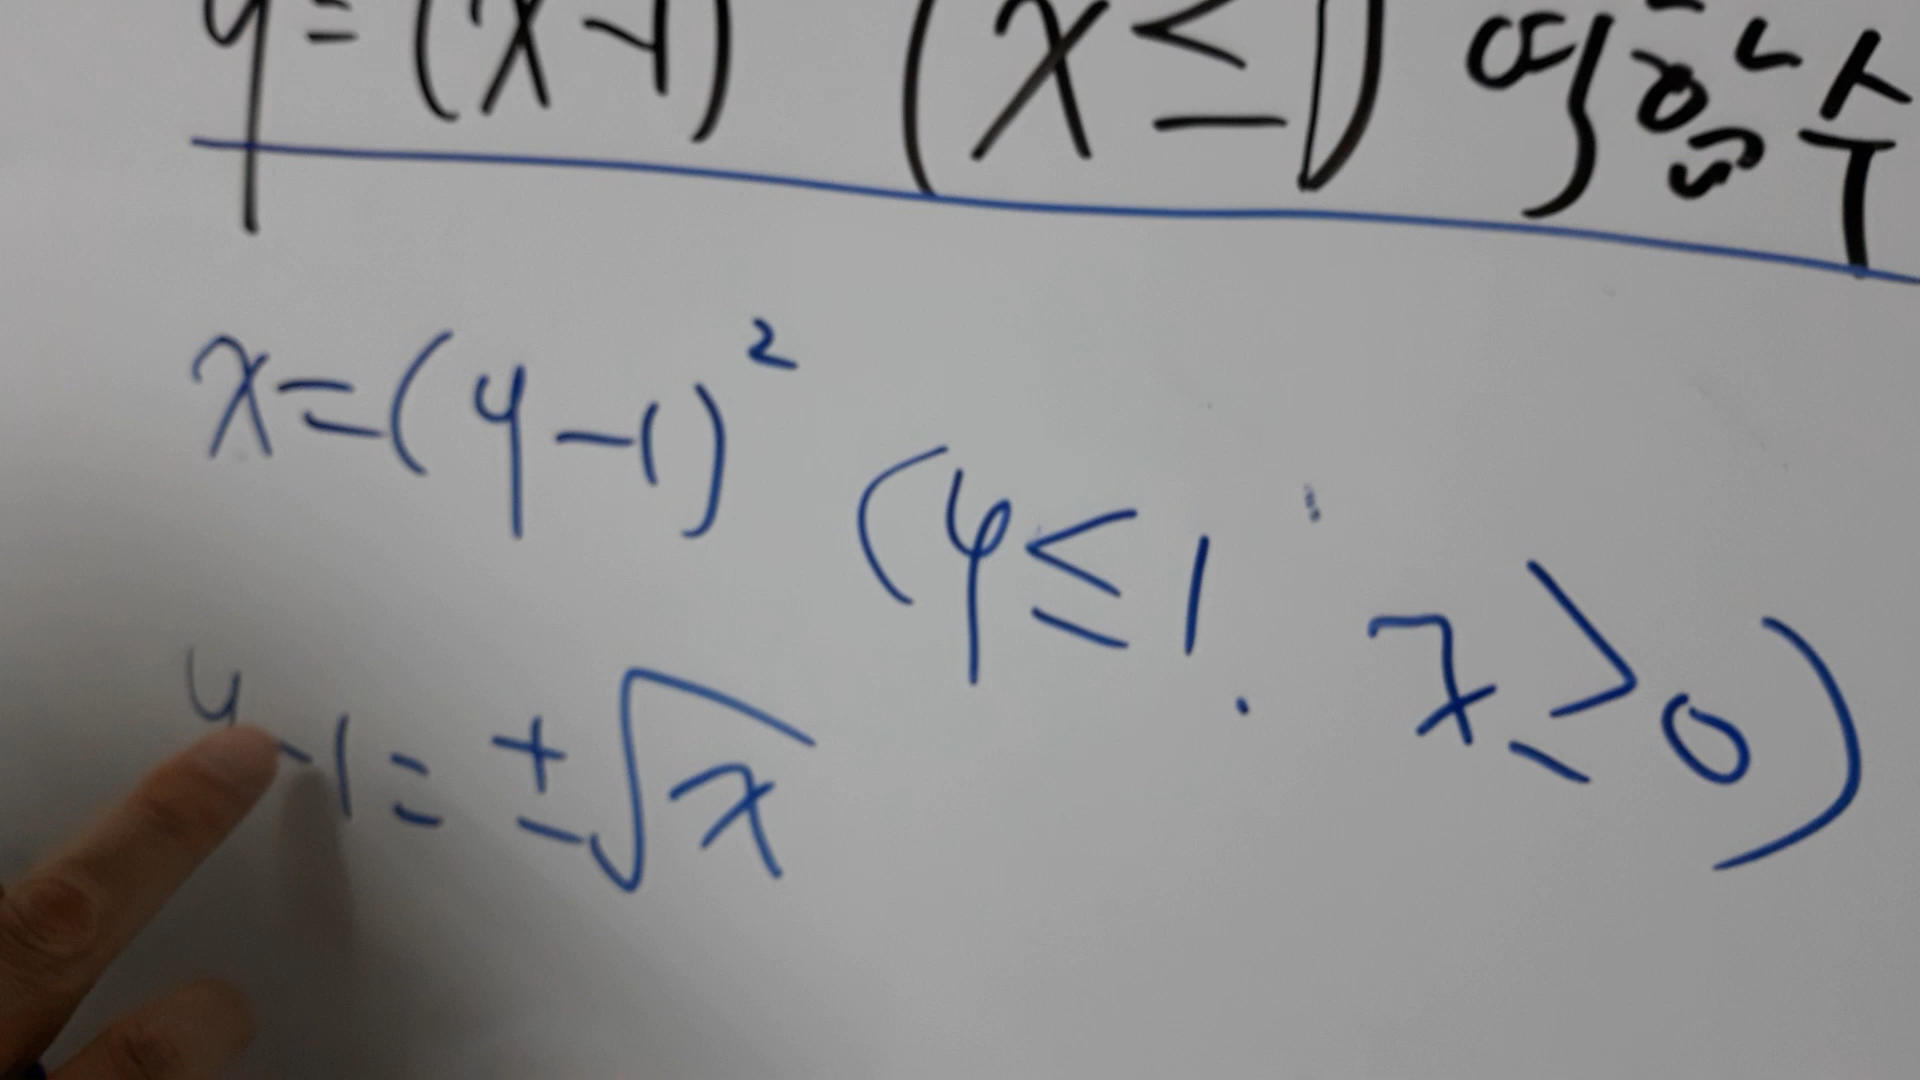 y = (x-1) (x ≤ 1) 역함수
x = (y-1)² (y ≤ 1, x ≥ 0)
y-1 = ±√x